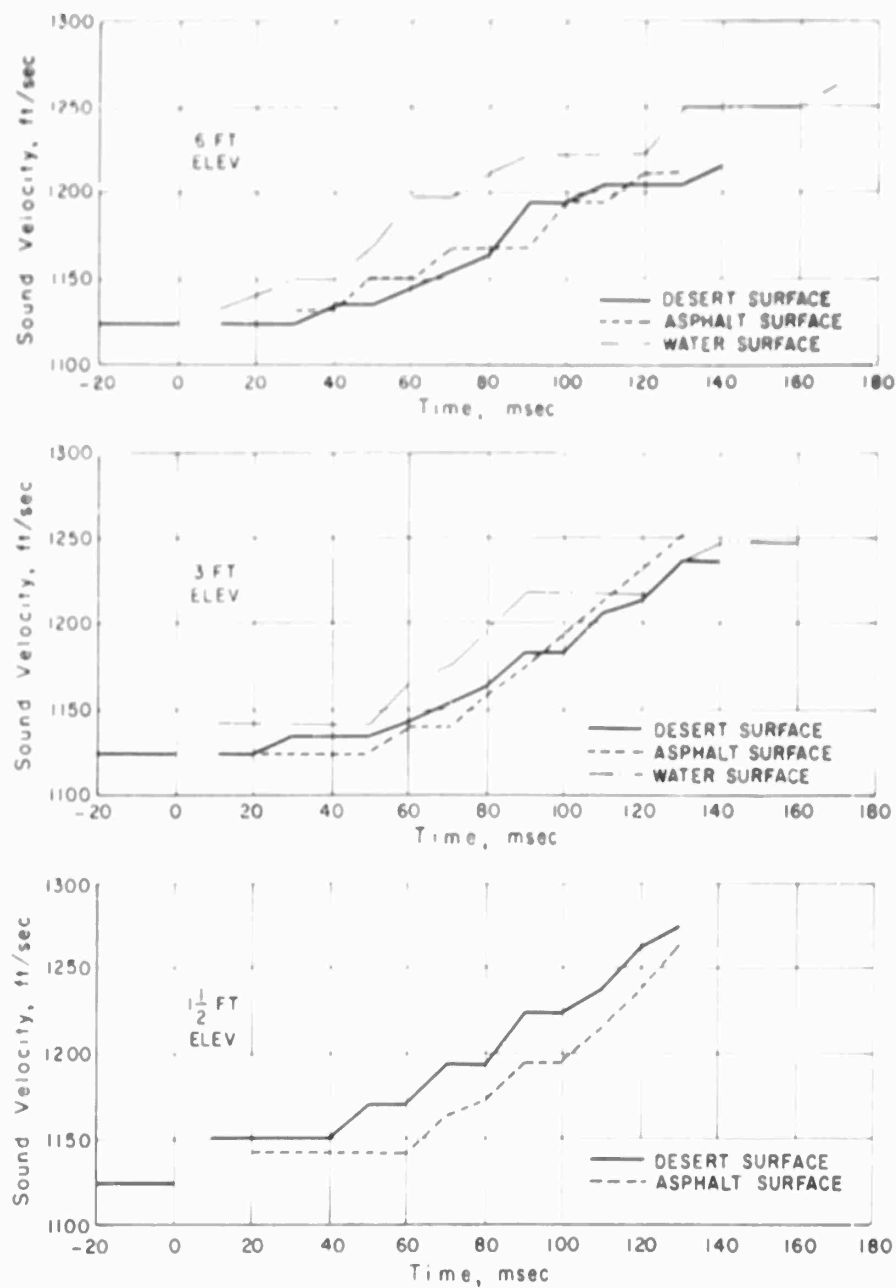 1300
1250
1200
1150
1100
Sound Velocity, ft/sec
6 FT
ELEV
DESERT SURFACE
ASPHALT SURFACE
WATER SURFACE
-20 0 20 40 60 80 100 120 140 160 180
Time, msec
1300
1250
1200
1150
1100
Sound Velocity, ft/sec
3 FT
ELEV
DESERT SURFACE
ASPHALT SURFACE
WATER SURFACE
-20 0 20 40 60 80 100 120 140 160 180
Time, msec
1300
1250
1200
1150
1100
Sound Velocity, ft/sec
1 1/2 FT
ELEV
DESERT SURFACE
ASPHALT SURFACE
-20 0 20 40 60 80 100 120 140 160 180
Time, msec